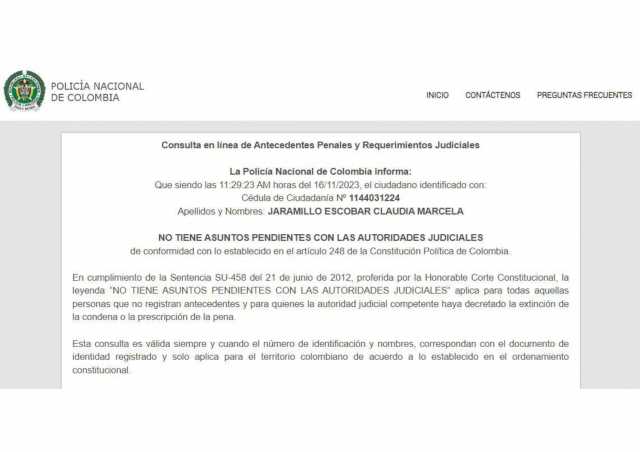 POLICÍA NACIONAL
DE COLOMBIA
INICIO CONTÁCTENOS PREGUNTAS FRECUENTES
Consulta en línea de Antecedentes Penales y Requerimientos Judiciales
La Policía Nacional de Colombia informa:
Que siendo las 11:29:23 AM horas del 16/11/2023, el ciudadano identificado con:
Cédula de Ciudadanía Nº 1144031224
Apellidos y Nombres: JARAMILLO ESCOBAR CLAUDIA MARCELA
NO TIENE ASUNTOS PENDIENTES CON LAS AUTORIDADES JUDICIALES
de conformidad con lo establecido en el artículo 248 de la Constitución Política de Colombia.
En cumplimiento de la Sentencia SU-458 del 21 de junio de 2012, proferida por la Honorable Corte Constitucional, la
leyenda "NO TIENE ASUNTOS PENDIENTES CON LAS AUTORIDADES JUDICIALES" aplica para todas aquellas
personas que no registran antecedentes y para quienes la autoridad judicial competente haya decretado la extinción de
la condena o la prescripción de la pena.
Esta consulta es válida siempre y cuando el número de identificación y nombres, correspondan con el documento de
identidad registrado y solo aplica para el territorio colombiano de acuerdo a lo establecido en el ordenamiento
constitucional.